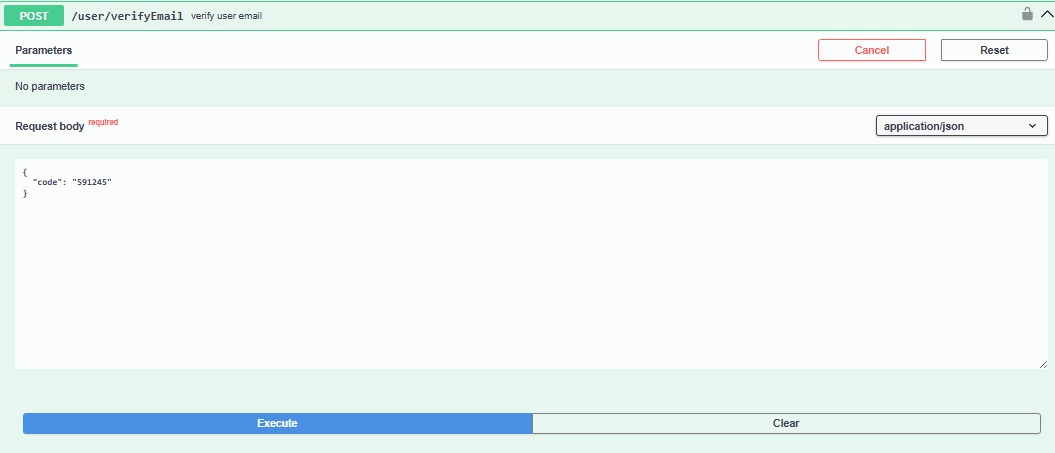 POST /user/verifyEmail verify user email
Parameters Cancel Reset
No parameters
Request body required application/json
{
"code": "591245"
}
Execute Clear